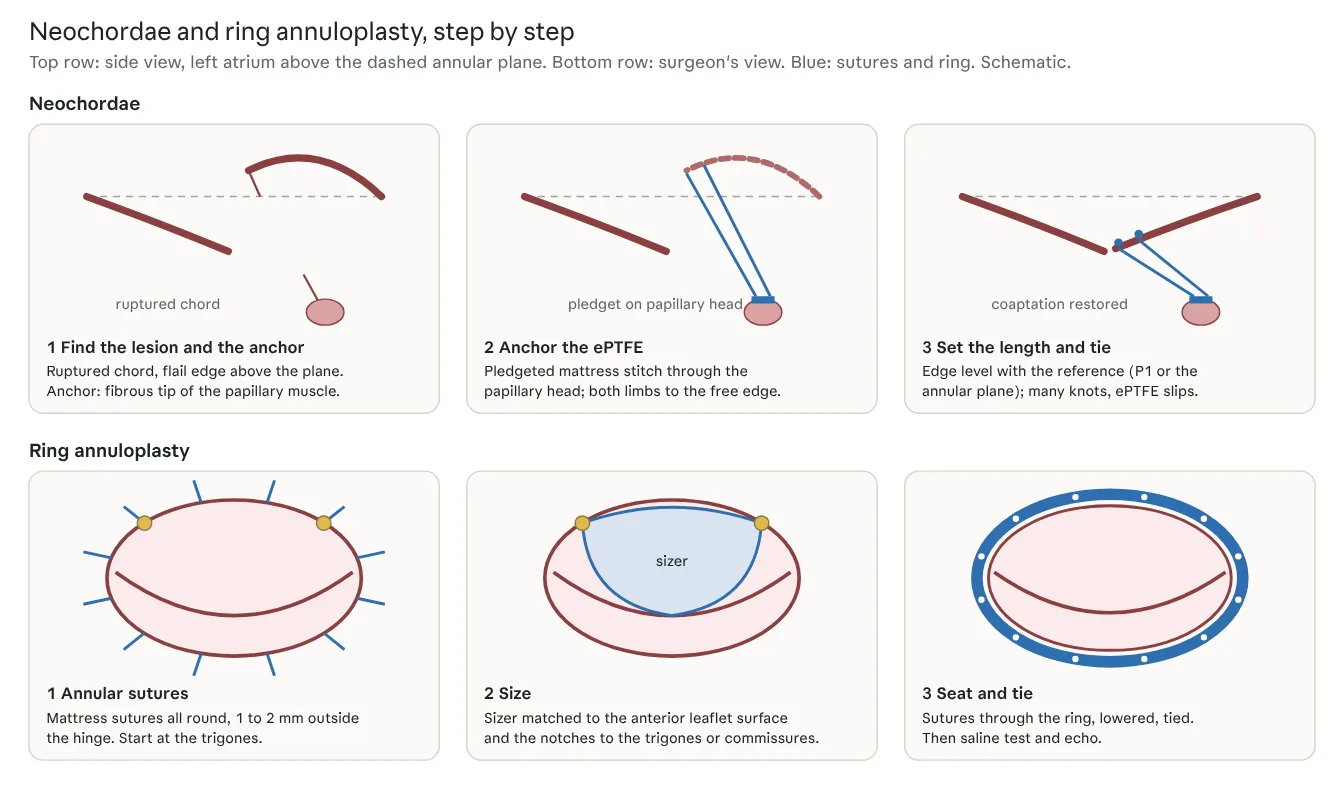 Neochordae and ring annuloplasty, step by step
Top row: side view, left atrium above the dashed annular plane. Bottom row: surgeon's view. Blue: sutures and ring. Schematic.
Neochordae
ruptured chord
1 Find the lesion and the anchor
Ruptured chord, flail edge above the plane.
Anchor: fibrous tip of the papillary muscle.
pledget on papillary head
2 Anchor the ePTFE
Pledgeted mattress stitch through the
papillary head; both limbs to the free edge.
coaptation restored
3 Set the length and tie
Edge level with the reference (P1 or the
annular plane); many knots, ePTFE slips.
Ring annuloplasty
1 Annular sutures
Mattress sutures all round, 1 to 2 mm outside
the hinge. Start at the trigones.
sizer
2 Size
Sizer matched to the anterior leaflet surface
and the notches to the trigones or commissures.
3 Seat and tie
Sutures through the ring, lowered, tied.
Then saline test and echo.